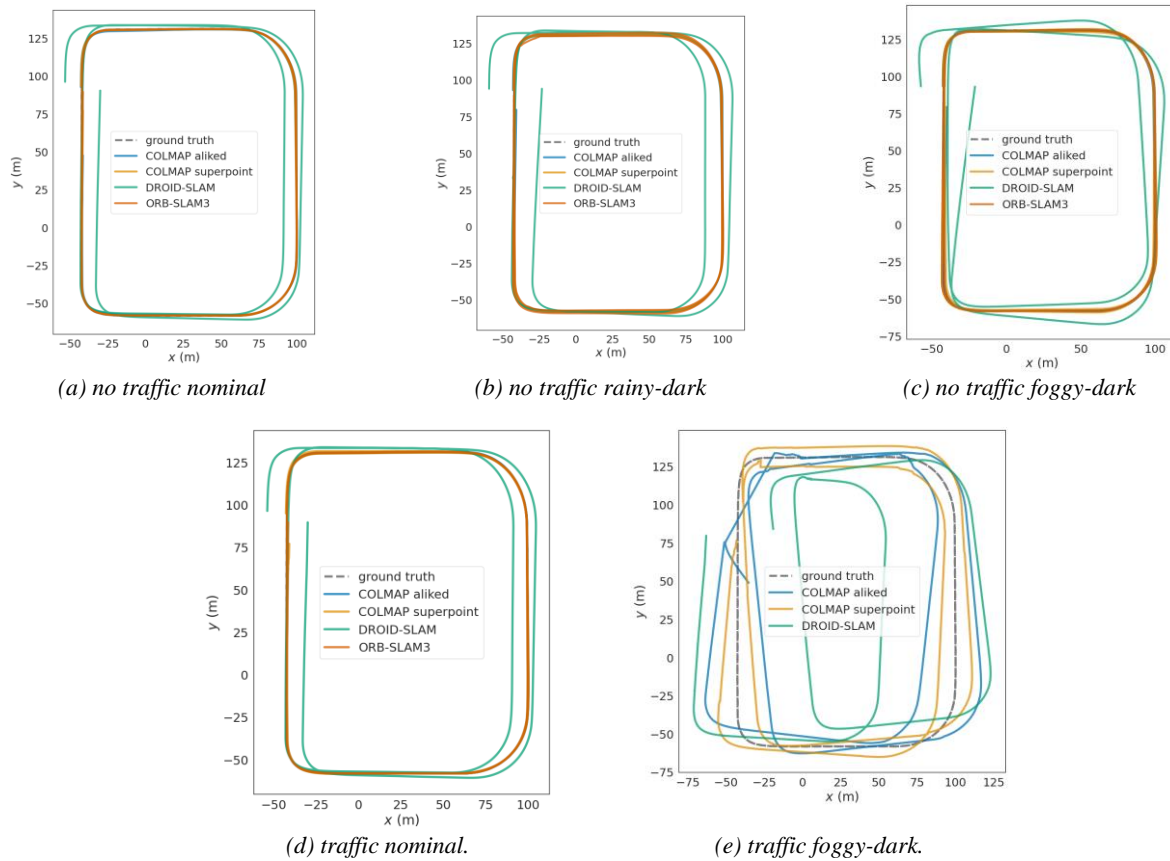 125
100
75
50
25
0
−25
−50
y (m)
ground truth
COLMAP aliked
COLMAP superpoint
DROID-SLAM
ORB-SLAM3
−50 −25 0 25 50 75 100
x (m)
(a) no traffic nominal
125
100
75
50
25
0
−25
−50
y (m)
ground truth
COLMAP aliked
COLMAP superpoint
DROID-SLAM
ORB-SLAM3
−50 −25 0 25 50 75 100
x (m)
(b) no traffic rainy-dark
125
100
75
50
25
0
−25
−50
−75
y (m)
ground truth
COLMAP aliked
COLMAP superpoint
DROID-SLAM
ORB-SLAM3
−50 0 50 100
x (m)
(c) no traffic foggy-dark
125
100
75
50
25
0
−25
−50
y (m)
ground truth
COLMAP aliked
COLMAP superpoint
DROID-SLAM
ORB-SLAM3
−50 −25 0 25 50 75 100
x (m)
(d) traffic nominal.
125
100
75
50
25
0
−25
−50
−75
y (m)
ground truth
COLMAP aliked
COLMAP superpoint
DROID-SLAM
−75 −50 −25 0 25 50 75 100 125
x (m)
(e) traffic foggy-dark.